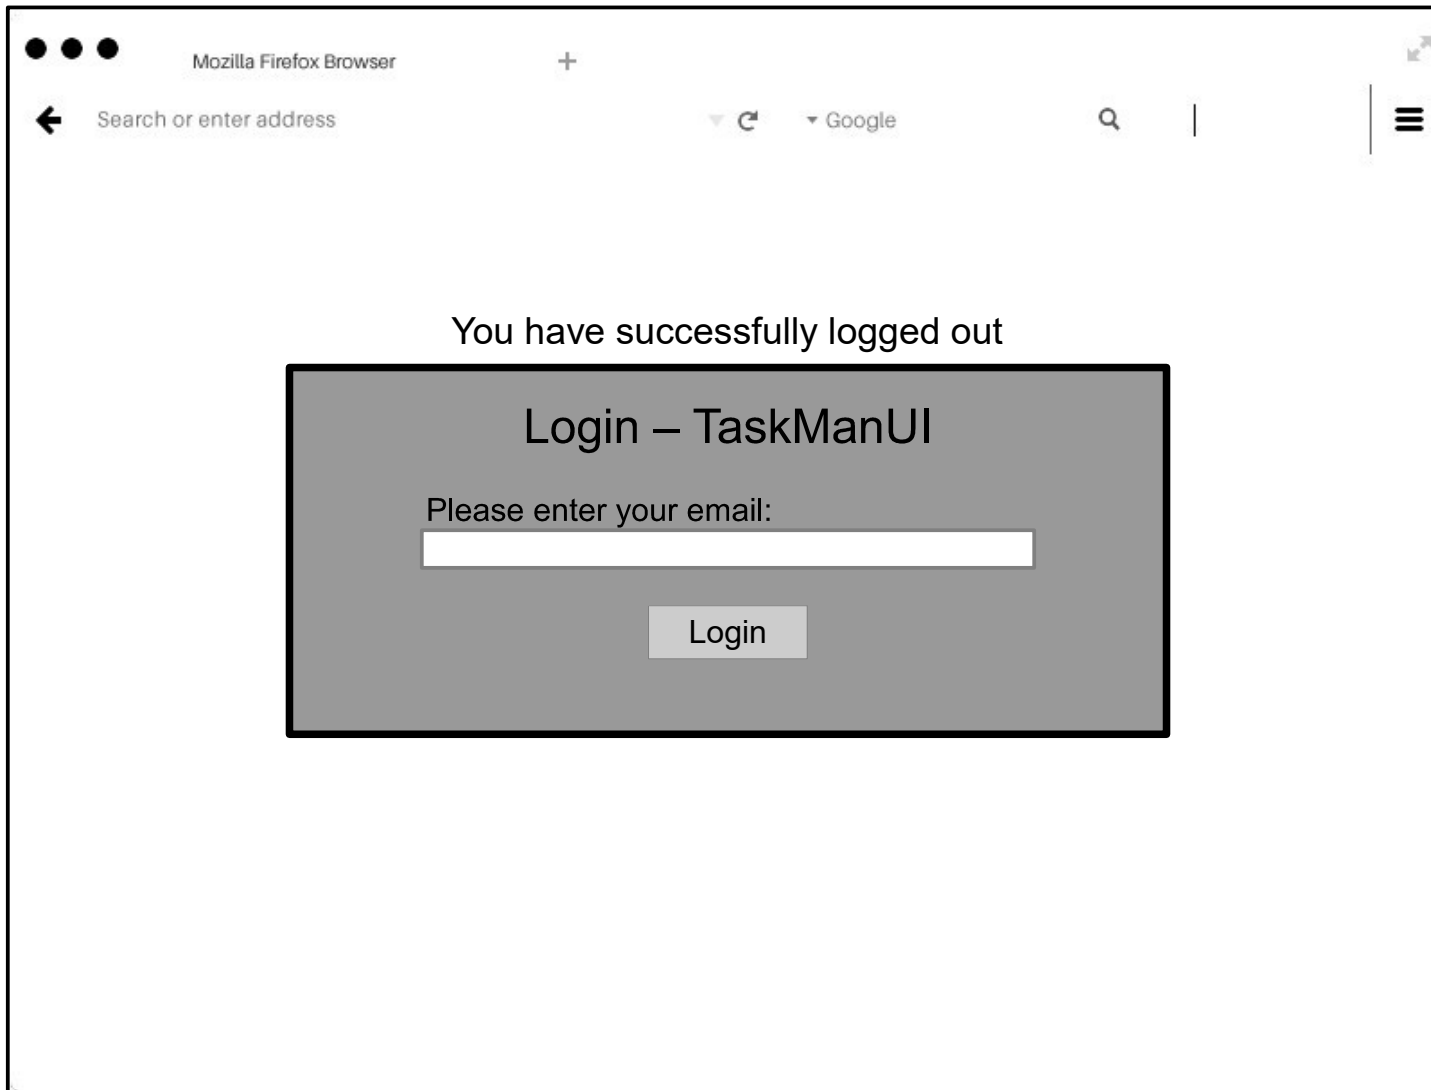 Mozilla Firefox Browser +
Search or enter address Google
You have successfully logged out
Login – TaskManUI
Please enter your email:
Login